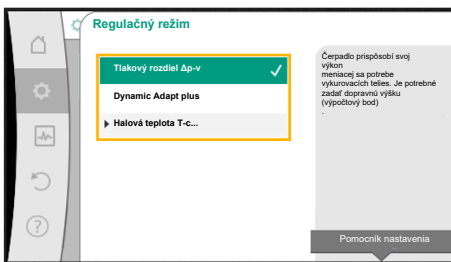 Regulačný režim
Tlakový rozdiel Δp-v
Dynamic Adapt plus
Halová teplota T-c...
Čerpadlo prispôsobí svoj
výkon
meniacej sa potrebe
vykurovacích telies. Je potrebné
zadať dopravnú výšku
(výpočtový bod)
.
Pomocník nastavenia